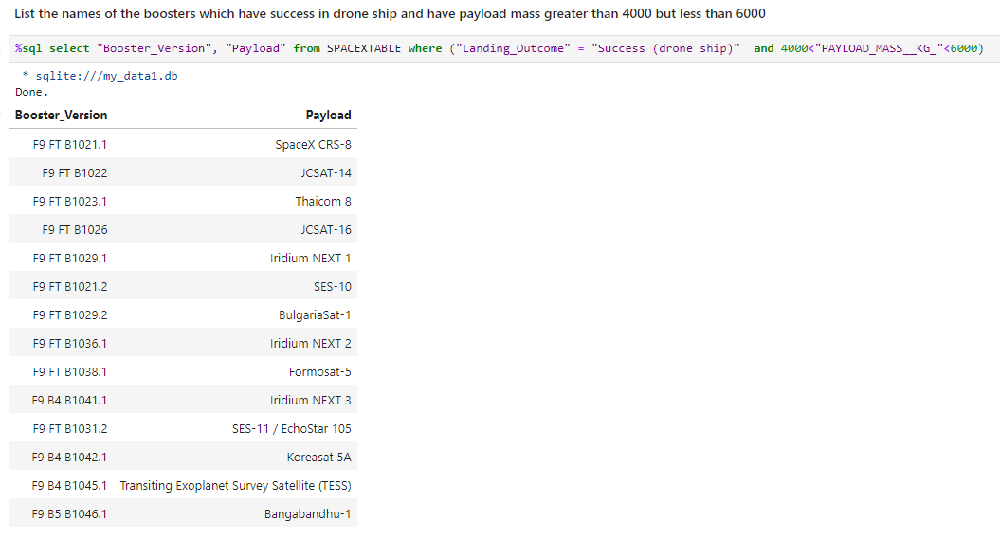 List the names of the boosters which have success in drone ship and have payload mass greater than 4000 but less than 6000
%sql select "Booster_Version", "Payload" from SPACEXTABLE where ("Landing_Outcome" = "Success (drone ship)"  and 4000<"PAYLOAD_MASS__KG_"<6000)
* sqlite:///my_data1.db
Done.
Booster_Version Payload
F9 FT B1021.1 SpaceX CRS-8
F9 FT B1022 JCSAT-14
F9 FT B1023.1 Thaicom 8
F9 FT B1026 JCSAT-16
F9 FT B1029.1 Iridium NEXT 1
F9 FT B1021.2 SES-10
F9 FT B1029.2 BulgariaSat-1
F9 FT B1036.1 Iridium NEXT 2
F9 FT B1038.1 Formosat-5
F9 B4 B1041.1 Iridium NEXT 3
F9 FT B1031.2 SES-11 / EchoStar 105
F9 B4 B1042.1 Koreasat 5A
F9 B4 B1045.1 Transiting Exoplanet Survey Satellite (TESS)
F9 B5 B1046.1 Bangabandhu-1